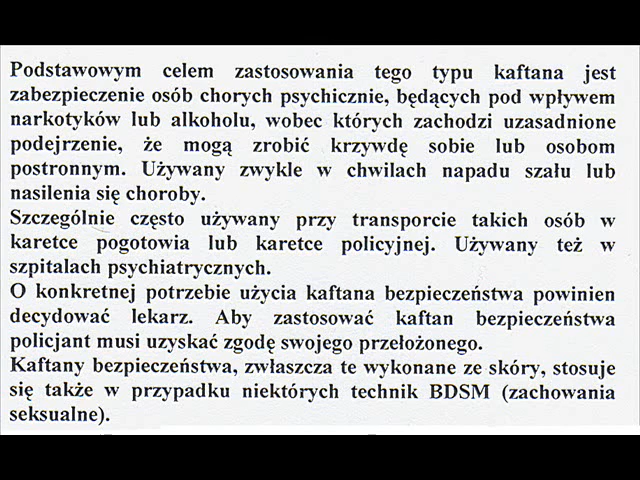 Podstawowym celem zastosowania tego typu kaftana jest
zabezpieczenie osób chorych psychicznie, będących pod wpływem
narkotyków lub alkoholu, wobec których zachodzi uzasadnione
podejrzenie, że mogą zrobić krzywdę sobie lub osobom
postronnym. Używany zwykle w chwilach napadu szału lub
nasilenia się choroby.
Szczególnie często używany przy transporcie takich osób w
karetce pogotowia lub karetce policyjnej. Używany też w
szpitalach psychiatrycznych.
O konkretnej potrzebie użycia kaftana bezpieczeństwa powinien
decydować lekarz. Aby zastosować kaftan bezpieczeństwa
policjant musi uzyskać zgodę swojego przełożonego.
Kaftany bezpieczeństwa, zwłaszcza te wykonane ze skóry, stosuje
się także w przypadku niektórych technik BDSM (zachowania
seksualne).